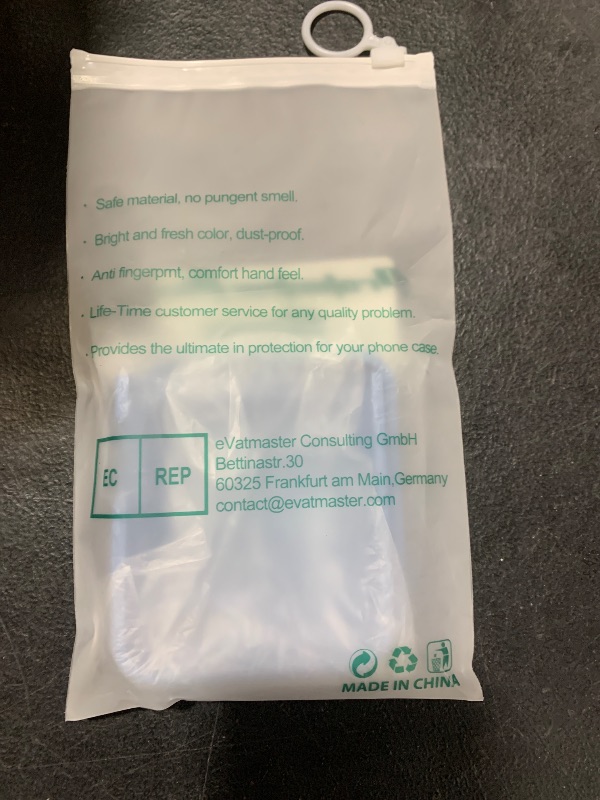 · Safe material, no pungent smell.
· Bright and fresh color, dust-proof.
· Anti fingerprnt, comfort hand feel.
· Life-Time customer service for any quality problem.
· Provides the ultimate in protection for your phone case.
EC REP
eVatmaster Consulting GmbH
Bettinastr.30
60325 Frankfurt am Main,Germany
contact@evatmaster.com
MADE IN CHINA